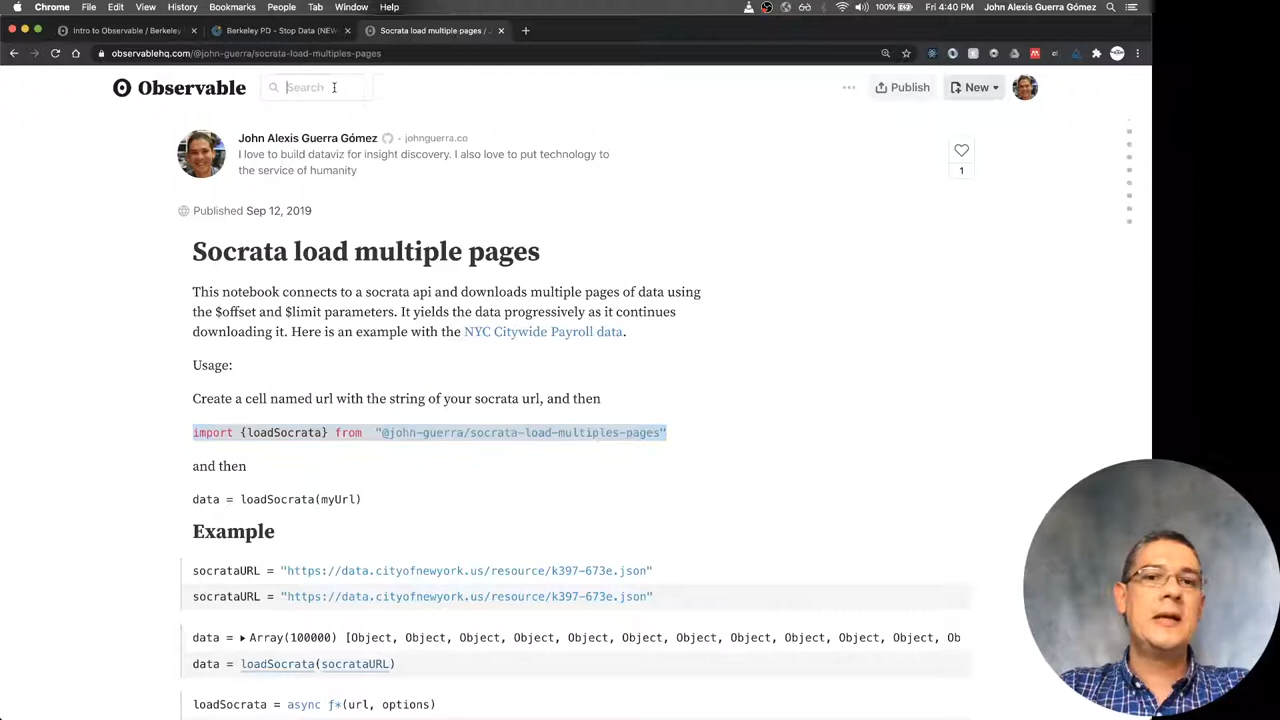 Chrome File Edit View History Bookmarks People Tab Window Help 100% Fri 4:40 PM John Alexis Guerra Gómez
Intro to Observable / Berkeley Berkeley PD - Stop Data (NEW Socrata load multiple pages / 
observablehq.com/@john-guerra/socrata-load-multiples-pages
Observable Search Publish New
John Alexis Guerra Gómez · johnguerra.co
I love to build dataviz for insight discovery. I also love to put technology to
the service of humanity
1
Published Sep 12, 2019
Socrata load multiple pages
This notebook connects to a socrata api and downloads multiple pages of data using
the $offset and $limit parameters. It yields the data progressively as it continues
downloading it. Here is an example with the NYC Citywide Payroll data.
Usage:
Create a cell named url with the string of your socrata url, and then
import {loadSocrata} from "@john-guerra/socrata-load-multiples-pages"
and then
data = loadSocrata(myUrl)
Example
socrataURL = "https://data.cityofnewyork.us/resource/k397-673e.json"
socrataURL = "https://data.cityofnewyork.us/resource/k397-673e.json"
data = ▸ Array(100000) [Object, Object, Object, Object, Object, Object, Object, Object, Object, Object, Object, Ob
data = loadSocrata(socrataURL)
loadSocrata = async ƒ*(url, options)